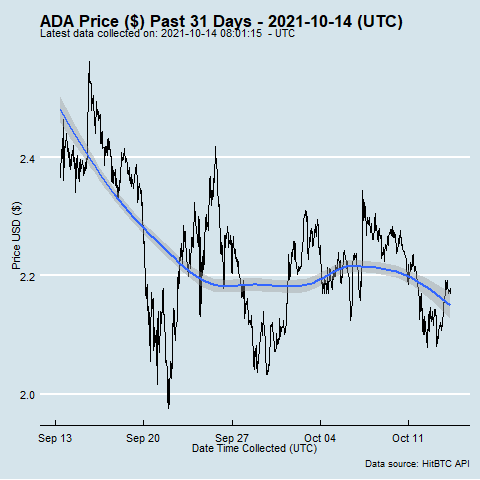 ADA Price ($) Past 31 Days - 2021-10-14 (UTC)
Latest data collected on: 2021-10-14 08:01:15 - UTC
2.4
2.2
2.0
Price USD ($)
Sep 13 Sep 20 Sep 27 Oct 04 Oct 11
Date Time Collected (UTC)
Data source: HitBTC API